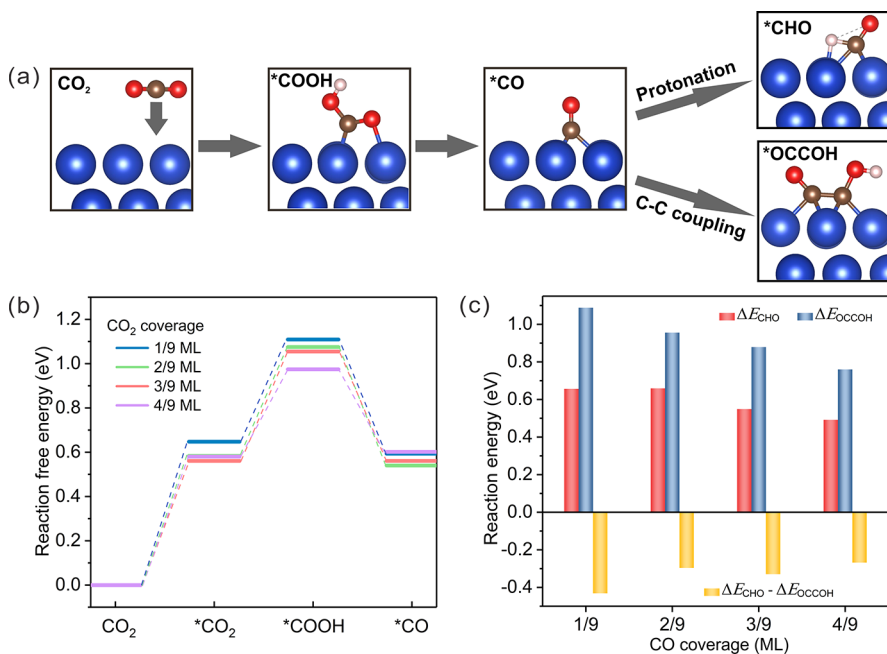 (a)
CO₂
*COOH
*CO
Protonation
C-C coupling
*CHO
*OCCOH
(b)
Reaction free energy (eV)
1.2
1.0
0.8
0.6
0.4
0.2
0.0
CO₂ coverage
1/9 ML
2/9 ML
3/9 ML
4/9 ML
CO₂
*CO₂
*COOH
*CO
(c)
Reaction energy (eV)
1.0
0.8
0.6
0.4
0.2
0.0
-0.2
-0.4
ΔE_CHO
ΔE_OCCOH
ΔE_CHO - ΔE_OCCOH
1/9
2/9
3/9
4/9
CO coverage (ML)